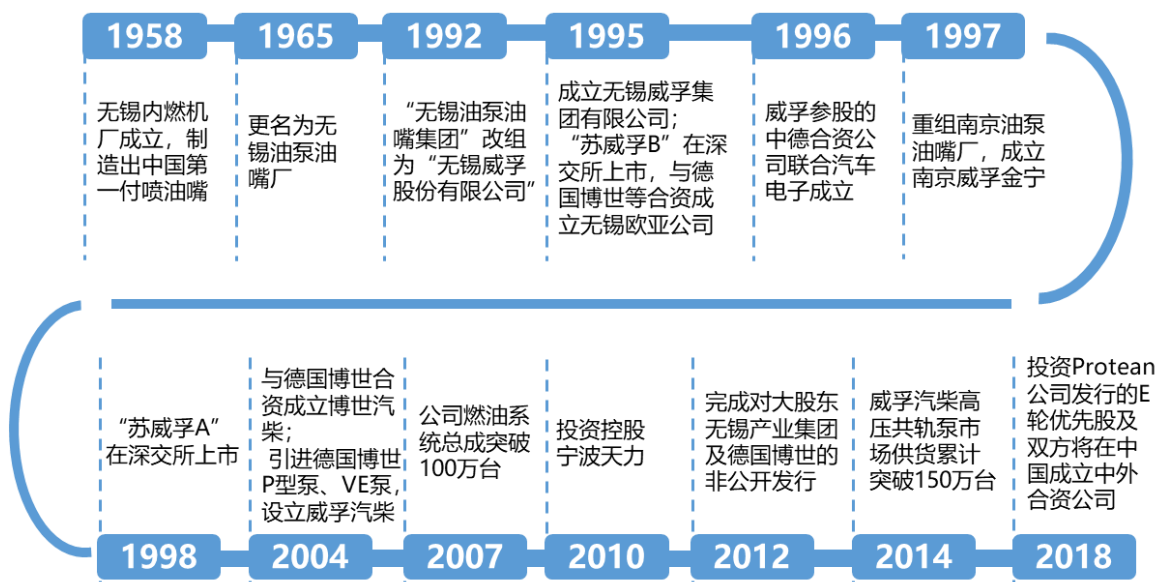 1958
1965
1992
1995
1996
1997
无锡内燃机
厂成立，制
造出中国第
一付喷油嘴
更名为无
锡油泵油
嘴厂
“无锡油泵油
嘴集团”改组
为“无锡威孚
股份有限公司”
成立无锡威孚集
团有限公司；
“苏威孚B”在深
交所上市，与德
国博世等合资成
立无锡欧亚公司
威孚参股的
中德合资公
司联合汽车
电子成立
重组南京油泵
油嘴厂，成立
南京威孚金宁
“苏威孚A”
在深交所上市
与德国博世合
资成立博世汽
柴；
引进德国博世
P型泵、VE泵，
设立威孚汽柴
公司燃油系
统总成突破
100万台
投资控股
宁波天力
完成对大股东
无锡产业集团
及德国博世的
非公开发行
威孚汽柴高
压共轨泵市
场供货累计
突破150万台
投资Protean
公司发行的E
轮优先股及
双方将在中
国成立中外
合资公司
1998
2004
2007
2010
2012
2014
2018